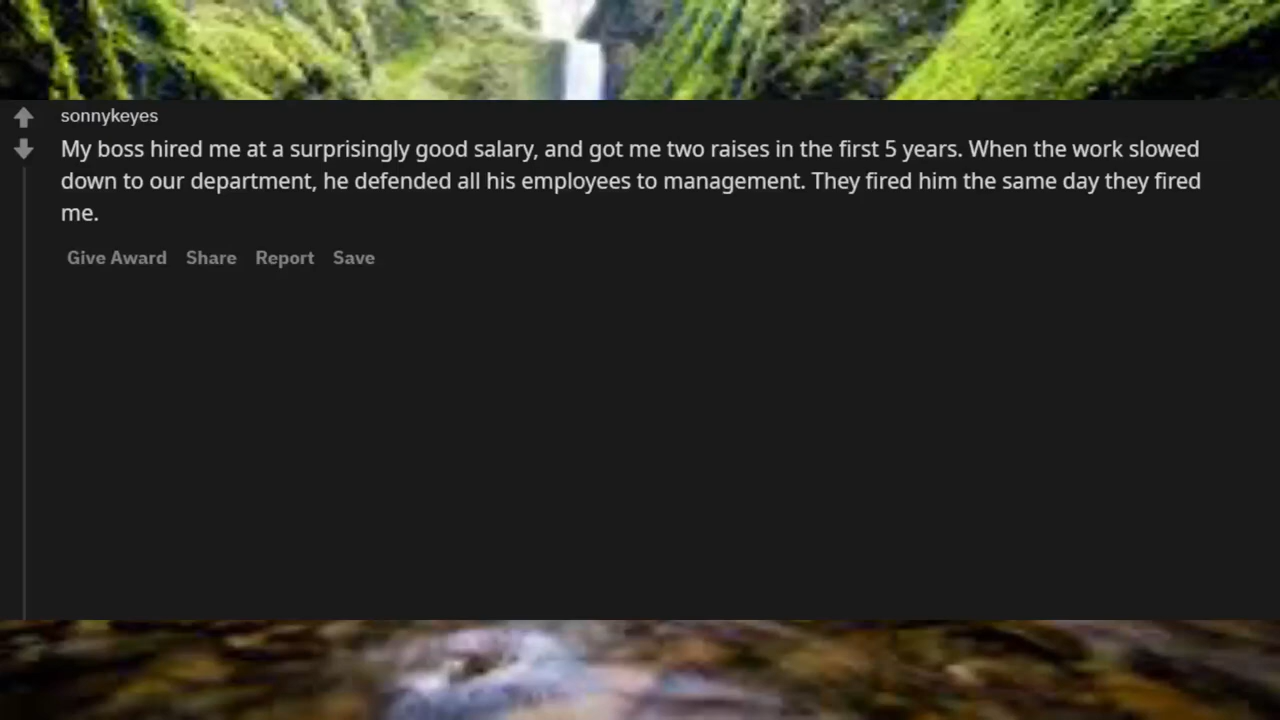 sonnykeyes
My boss hired me at a surprisingly good salary, and got me two raises in the first 5 years. When the work slowed
down to our department, he defended all his employees to management. They fired him the same day they fired
me.
Give Award Share Report Save